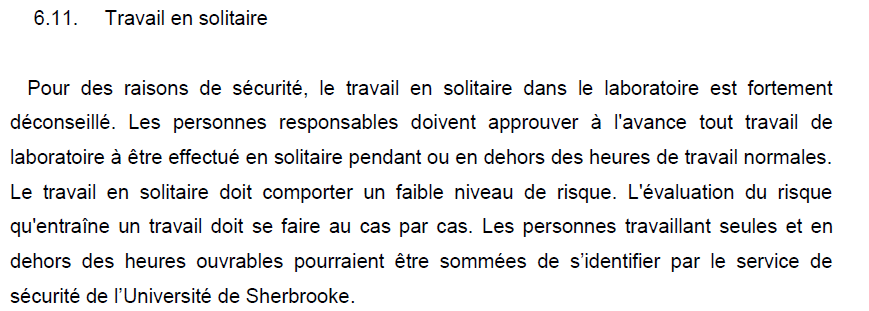 6.11. Travail en solitaire
Pour des raisons de sécurité, le travail en solitaire dans le laboratoire est fortement
déconseillé. Les personnes responsables doivent approuver à l'avance tout travail de
laboratoire à être effectué en solitaire pendant ou en dehors des heures de travail normales.
Le travail en solitaire doit comporter un faible niveau de risque. L'évaluation du risque
qu'entraîne un travail doit se faire au cas par cas. Les personnes travaillant seules et en
dehors des heures ouvrables pourraient être sommées de s’identifier par le service de
sécurité de l’Université de Sherbrooke.